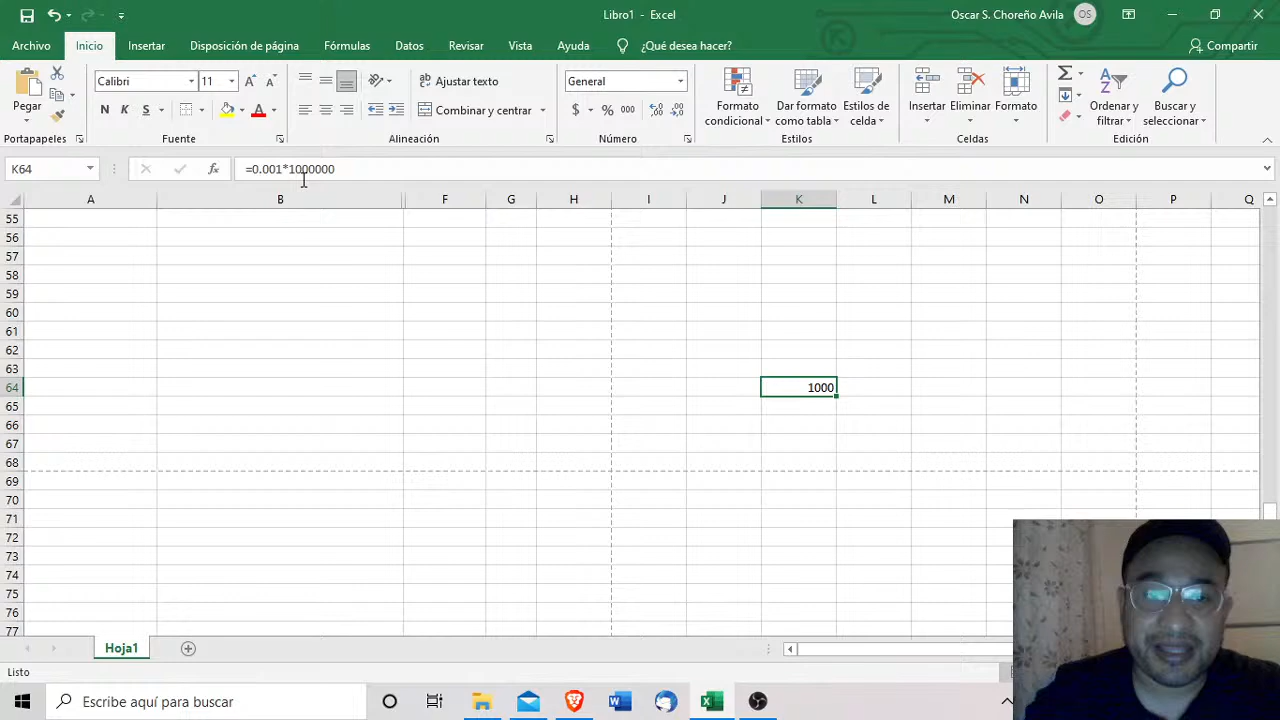 Libro1 - Excel
Oscar S. Choreño Avila
OS
Archivo Inicio Insertar Disposición de página Fórmulas Datos Revisar Vista Ayuda ¿Qué desea hacer? Compartir
Calibri 11 Ajustar texto General
Pegar
N K S Combinar y centrar $ % 000
Formato condicional
Dar formato como tabla
Estilos de celda
Insertar
Eliminar
Formato
Ordenar y filtrar
Buscar y seleccionar
Portapapeles Fuente Alineación Número Estilos Celdas Edición
K64 fx =0.001*1000000
A B F G H I J K L M N O P Q
55
56
57
58
59
60
61
62
63
64 1000
65
66
67
68
69
70
71
72
73
74
75
76
77
Hoja1
Listo
Escribe aquí para buscar